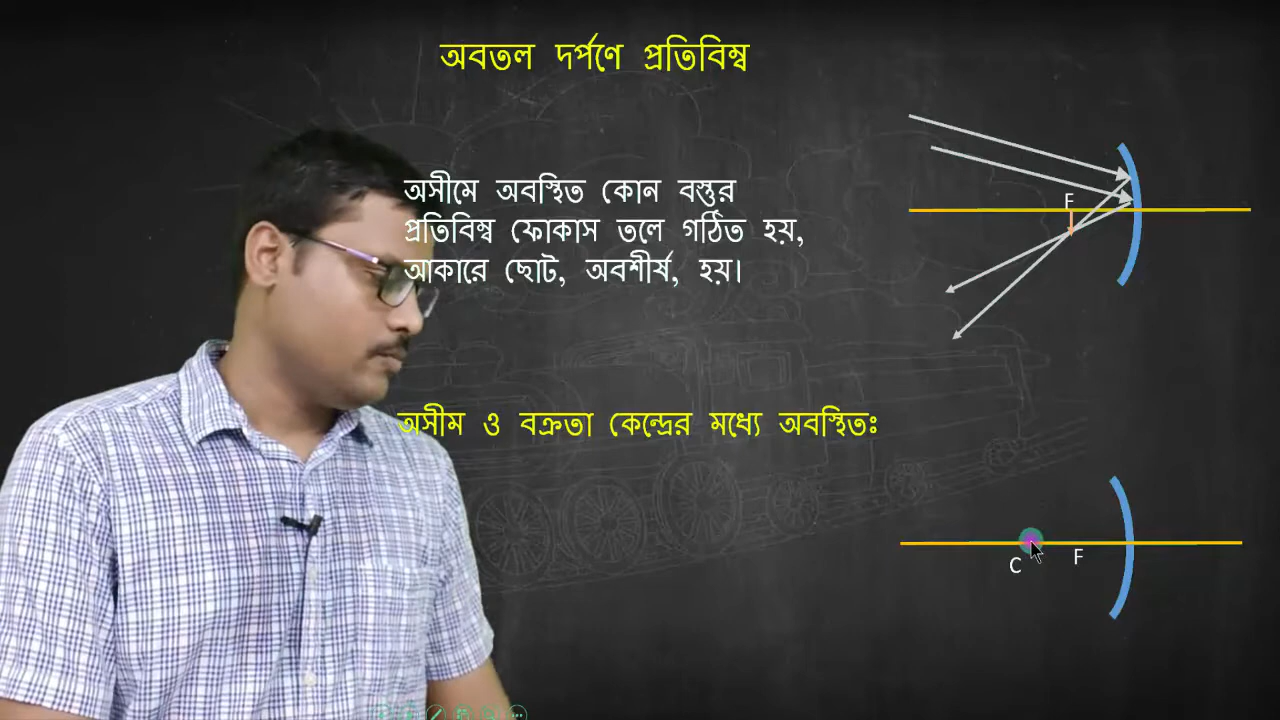 অবতল দর্পণে প্রতিবিম্ব
অসীমে অবস্থিত কোন বস্তুর
প্রতিবিম্ব ফোকাস তলে গঠিত হয়,
আকারে ছোট, অবশীর্ষ, হয়।
F
অসীম ও বক্রতা কেন্দ্রের মধ্যে অবস্থিতঃ
C
F